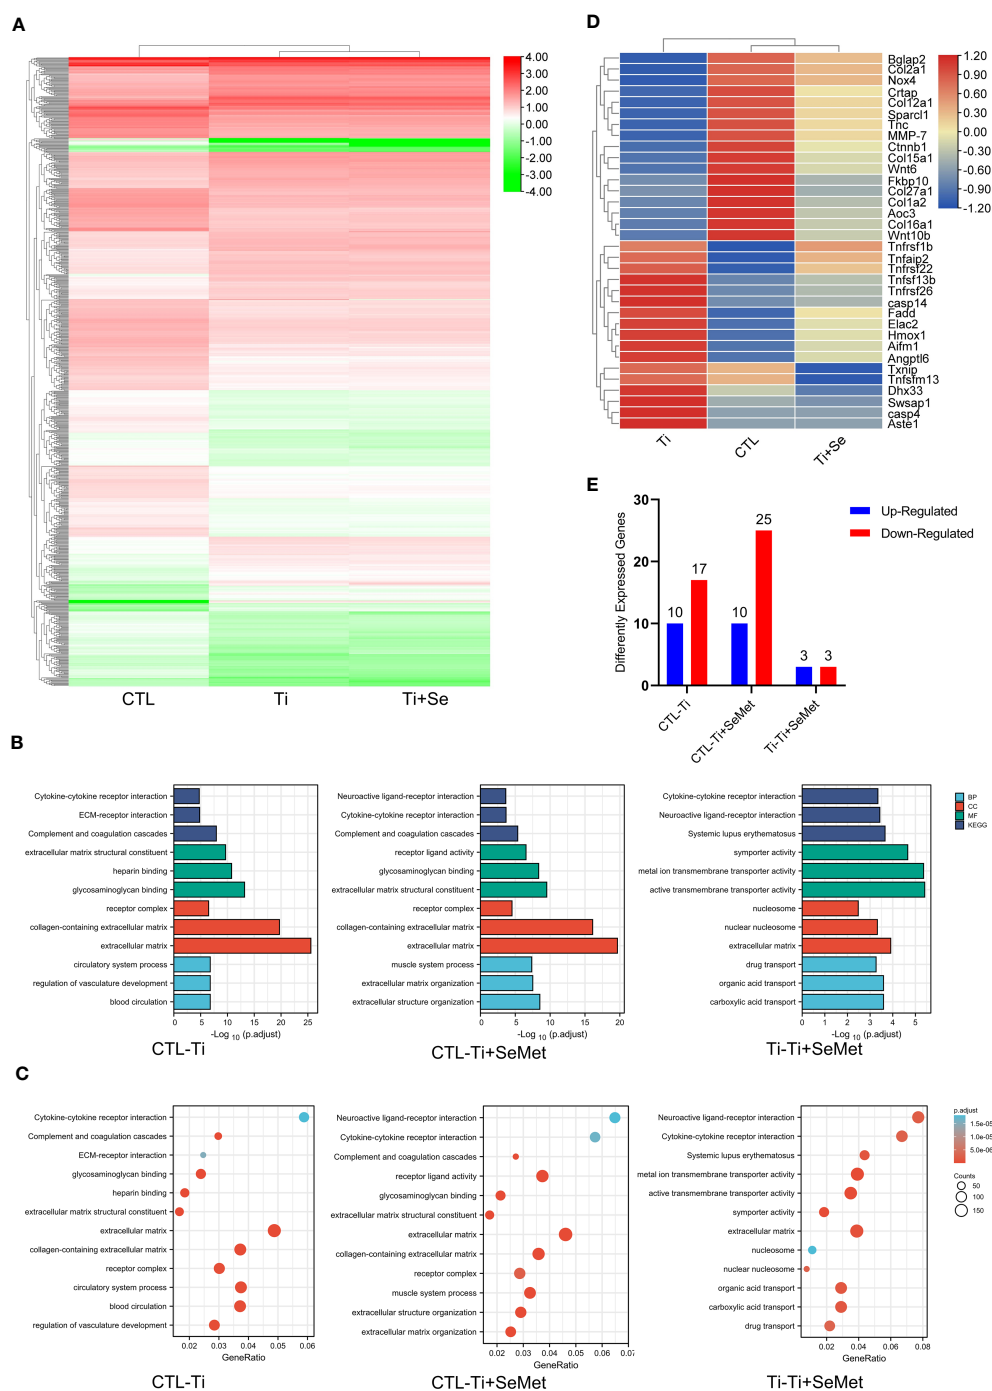 A
4.00
3.00
2.00
1.00
0.00
-1.00
-2.00
-3.00
-4.00
CTL
Ti
Ti+Se
D
Bglap2
Col2a1
Nox4
Crtap
Col12a1
Sparcl1
Tnc
MMP-7
Ctnnb1
Col15a1
Wnt6
Fkbp10
Col27a1
Col1a2
Aoc3
Col16a1
Wnt10b
Tnfrsf1b
Tnfaip2
Tnfrsf22
Tnfsf13b
Tnfrsf26
casp14
Fadd
Elac2
Hmox1
Aifm1
Angptl6
Txnip
Tnfsfm13
Dhx33
Swsap1
casp4
Aste1
1.20
0.90
0.60
0.30
0.00
-0.30
-0.60
-0.90
-1.20
Ti
CTL
Ti+Se
E
Differently Expressed Genes
30
20
10
0
10
17
10
25
3
3
CTL-Ti
CTL-Ti+SeMet
Ti-Ti+SeMet
Up-Regulated
Down-Regulated
B
Cytokine-cytokine receptor interaction
ECM-receptor interaction
Complement and coagulation cascades
extracellular matrix structural constituent
heparin binding
glycosaminoglycan binding
receptor complex
collagen-containing extracellular matrix
extracellular matrix
circulatory system process
regulation of vasculature development
blood circulation
0 5 10 15 20 25
-Log 10 (p.adjust)
CTL-Ti
Neuroactive ligand-receptor interaction
Cytokine-cytokine receptor interaction
Complement and coagulation cascades
receptor ligand activity
glycosaminoglycan binding
extracellular matrix structural constituent
receptor complex
collagen-containing extracellular matrix
extracellular matrix
muscle system process
extracellular matrix organization
extracellular structure organization
0 5 10 15 20
-Log 10 (p.adjust)
CTL-Ti+SeMet
Cytokine-cytokine receptor interaction
Neuroactive ligand-receptor interaction
Systemic lupus erythematosus
symporter activity
metal ion transmembrane transporter activity
active transmembrane transporter activity
nucleosome
nuclear nucleosome
extracellular matrix
drug transport
organic acid transport
carboxylic acid transport
0 1 2 3 4 5
-Log 10 (p.adjust)
Ti-Ti+SeMet
BP
CC
MF
KEGG
C
Cytokine-cytokine receptor interaction
Complement and coagulation cascades
ECM-receptor interaction
glycosaminoglycan binding
heparin binding
extracellular matrix structural constituent
extracellular matrix
collagen-containing extracellular matrix
receptor complex
circulatory system process
blood circulation
regulation of vasculature development
0.02 0.03 0.04 0.05 0.06
GeneRatio
CTL-Ti
Neuroactive ligand-receptor interaction
Cytokine-cytokine receptor interaction
Complement and coagulation cascades
receptor ligand activity
glycosaminoglycan binding
extracellular matrix structural constituent
extracellular matrix
collagen-containing extracellular matrix
receptor complex
muscle system process
extracellular structure organization
extracellular matrix organization
0.02 0.03 0.04 0.05 0.06
GeneRatio
CTL-Ti+SeMet
Neuroactive ligand-receptor interaction
Cytokine-cytokine receptor interaction
Systemic lupus erythematosus
metal ion transmembrane transporter activity
active transmembrane transporter activity
symporter activity
extracellular matrix
nucleosome
nuclear nucleosome
organic acid transport
carboxylic acid transport
drug transport
0.02 0.04 0.06 0.08
GeneRatio
Ti-Ti+SeMet
p.adjust
1.5e-05
1.0e-05
5.0e-06
Counts
50
100
150